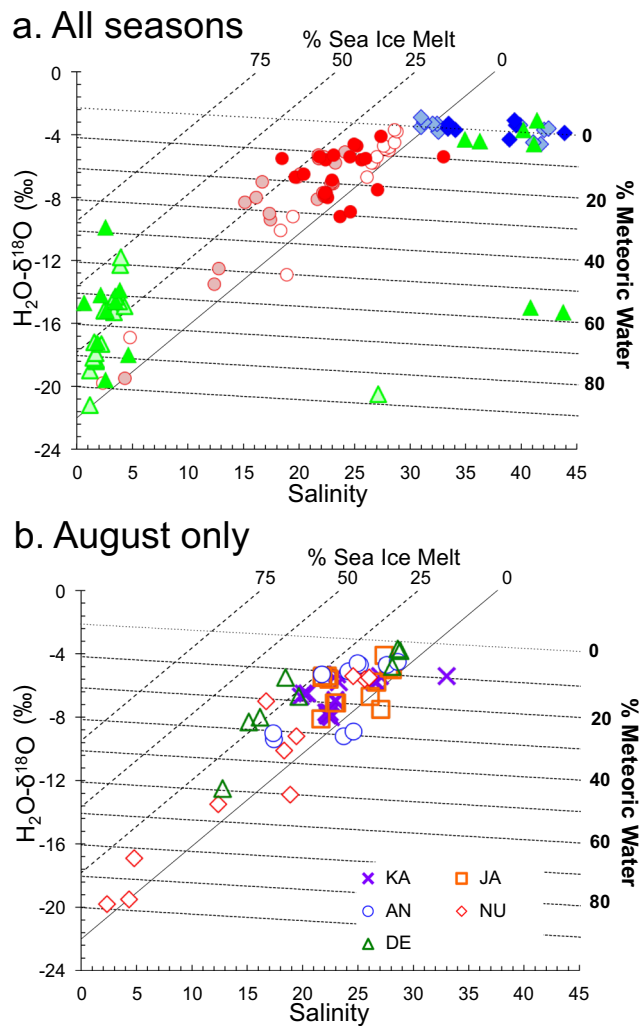 a. All seasons
% Sea Ice Melt
75 50 25 0
0
-4
-8
-12
-16
-20
-24
H₂O-δ¹⁸O (‰)
0
20
40
60
80
% Meteoric Water
0 5 10 15 20 25 30 35 40 45
Salinity
b. August only
% Sea Ice Melt
75 50 25 0
0
-4
-8
-12
-16
-20
-24
H₂O-δ¹⁸O (‰)
0
20
40
60
80
% Meteoric Water
KA JA
AN NU
DE
0 5 10 15 20 25 30 35 40 45
Salinity